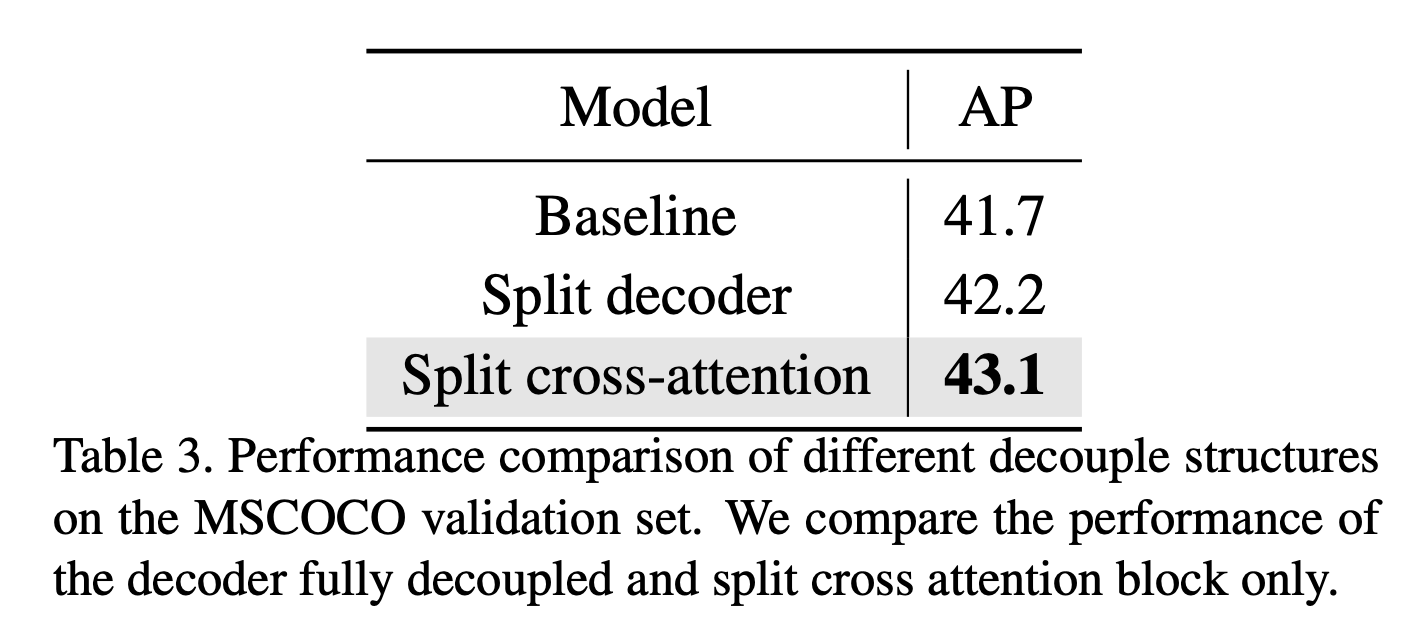 Model AP
Baseline 41.7
Split decoder 42.2
Split cross-attention 43.1
Table 3. Performance comparison of different decouple structures
on the MSCOCO validation set. We compare the performance of
the decoder fully decoupled and split cross attention block only.